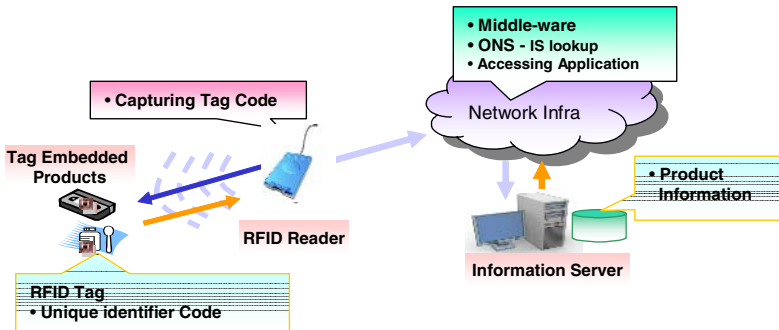 • Middle-ware
• ONS - IS lookup
• Accessing Application
• Capturing Tag Code
Network Infra
Tag Embedded
Products
• Product
Information
RFID Reader
Information Server
RFID Tag
• Unique identifier Code